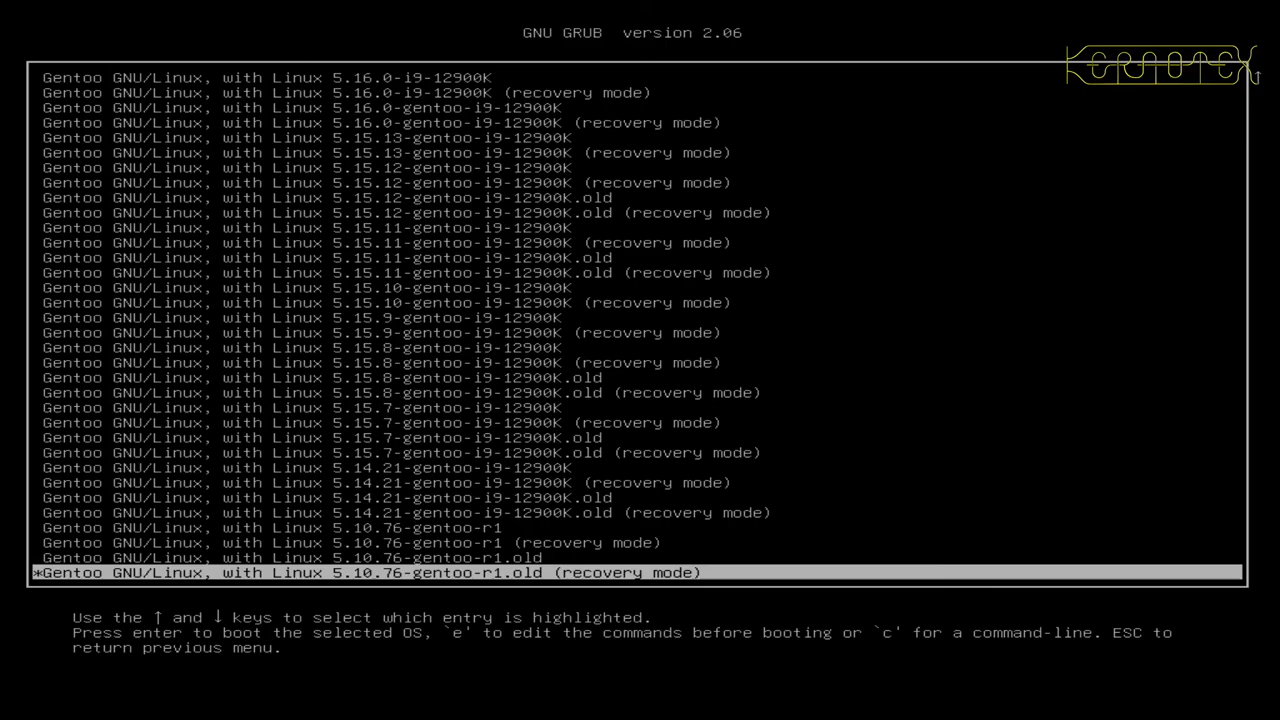 GNU GRUB  version 2.06
Gentoo GNU/Linux, with Linux 5.16.0-i9-12900K
Gentoo GNU/Linux, with Linux 5.16.0-i9-12900K (recovery mode)
Gentoo GNU/Linux, with Linux 5.16.0-gentoo-i9-12900K
Gentoo GNU/Linux, with Linux 5.16.0-gentoo-i9-12900K (recovery mode)
Gentoo GNU/Linux, with Linux 5.15.13-gentoo-i9-12900K
Gentoo GNU/Linux, with Linux 5.15.13-gentoo-i9-12900K (recovery mode)
Gentoo GNU/Linux, with Linux 5.15.12-gentoo-i9-12900K
Gentoo GNU/Linux, with Linux 5.15.12-gentoo-i9-12900K (recovery mode)
Gentoo GNU/Linux, with Linux 5.15.12-gentoo-i9-12900K.old
Gentoo GNU/Linux, with Linux 5.15.12-gentoo-i9-12900K.old (recovery mode)
Gentoo GNU/Linux, with Linux 5.15.11-gentoo-i9-12900K
Gentoo GNU/Linux, with Linux 5.15.11-gentoo-i9-12900K (recovery mode)
Gentoo GNU/Linux, with Linux 5.15.11-gentoo-i9-12900K.old
Gentoo GNU/Linux, with Linux 5.15.11-gentoo-i9-12900K.old (recovery mode)
Gentoo GNU/Linux, with Linux 5.15.10-gentoo-i9-12900K
Gentoo GNU/Linux, with Linux 5.15.10-gentoo-i9-12900K (recovery mode)
Gentoo GNU/Linux, with Linux 5.15.9-gentoo-i9-12900K
Gentoo GNU/Linux, with Linux 5.15.9-gentoo-i9-12900K (recovery mode)
Gentoo GNU/Linux, with Linux 5.15.8-gentoo-i9-12900K
Gentoo GNU/Linux, with Linux 5.15.8-gentoo-i9-12900K (recovery mode)
Gentoo GNU/Linux, with Linux 5.15.8-gentoo-i9-12900K.old
Gentoo GNU/Linux, with Linux 5.15.8-gentoo-i9-12900K.old (recovery mode)
Gentoo GNU/Linux, with Linux 5.15.7-gentoo-i9-12900K
Gentoo GNU/Linux, with Linux 5.15.7-gentoo-i9-12900K (recovery mode)
Gentoo GNU/Linux, with Linux 5.15.7-gentoo-i9-12900K.old
Gentoo GNU/Linux, with Linux 5.15.7-gentoo-i9-12900K.old (recovery mode)
Gentoo GNU/Linux, with Linux 5.14.21-gentoo-i9-12900K
Gentoo GNU/Linux, with Linux 5.14.21-gentoo-i9-12900K (recovery mode)
Gentoo GNU/Linux, with Linux 5.14.21-gentoo-i9-12900K.old
Gentoo GNU/Linux, with Linux 5.14.21-gentoo-i9-12900K.old (recovery mode)
Gentoo GNU/Linux, with Linux 5.10.76-gentoo-r1
Gentoo GNU/Linux, with Linux 5.10.76-gentoo-r1 (recovery mode)
Gentoo GNU/Linux, with Linux 5.10.76-gentoo-r1.old
*Gentoo GNU/Linux, with Linux 5.10.76-gentoo-r1.old (recovery mode)
Use the ↑ and ↓ keys to select which entry is highlighted.
Press enter to boot the selected OS, `e' to edit the commands before booting or `c' for a command-line. ESC to
return previous menu.